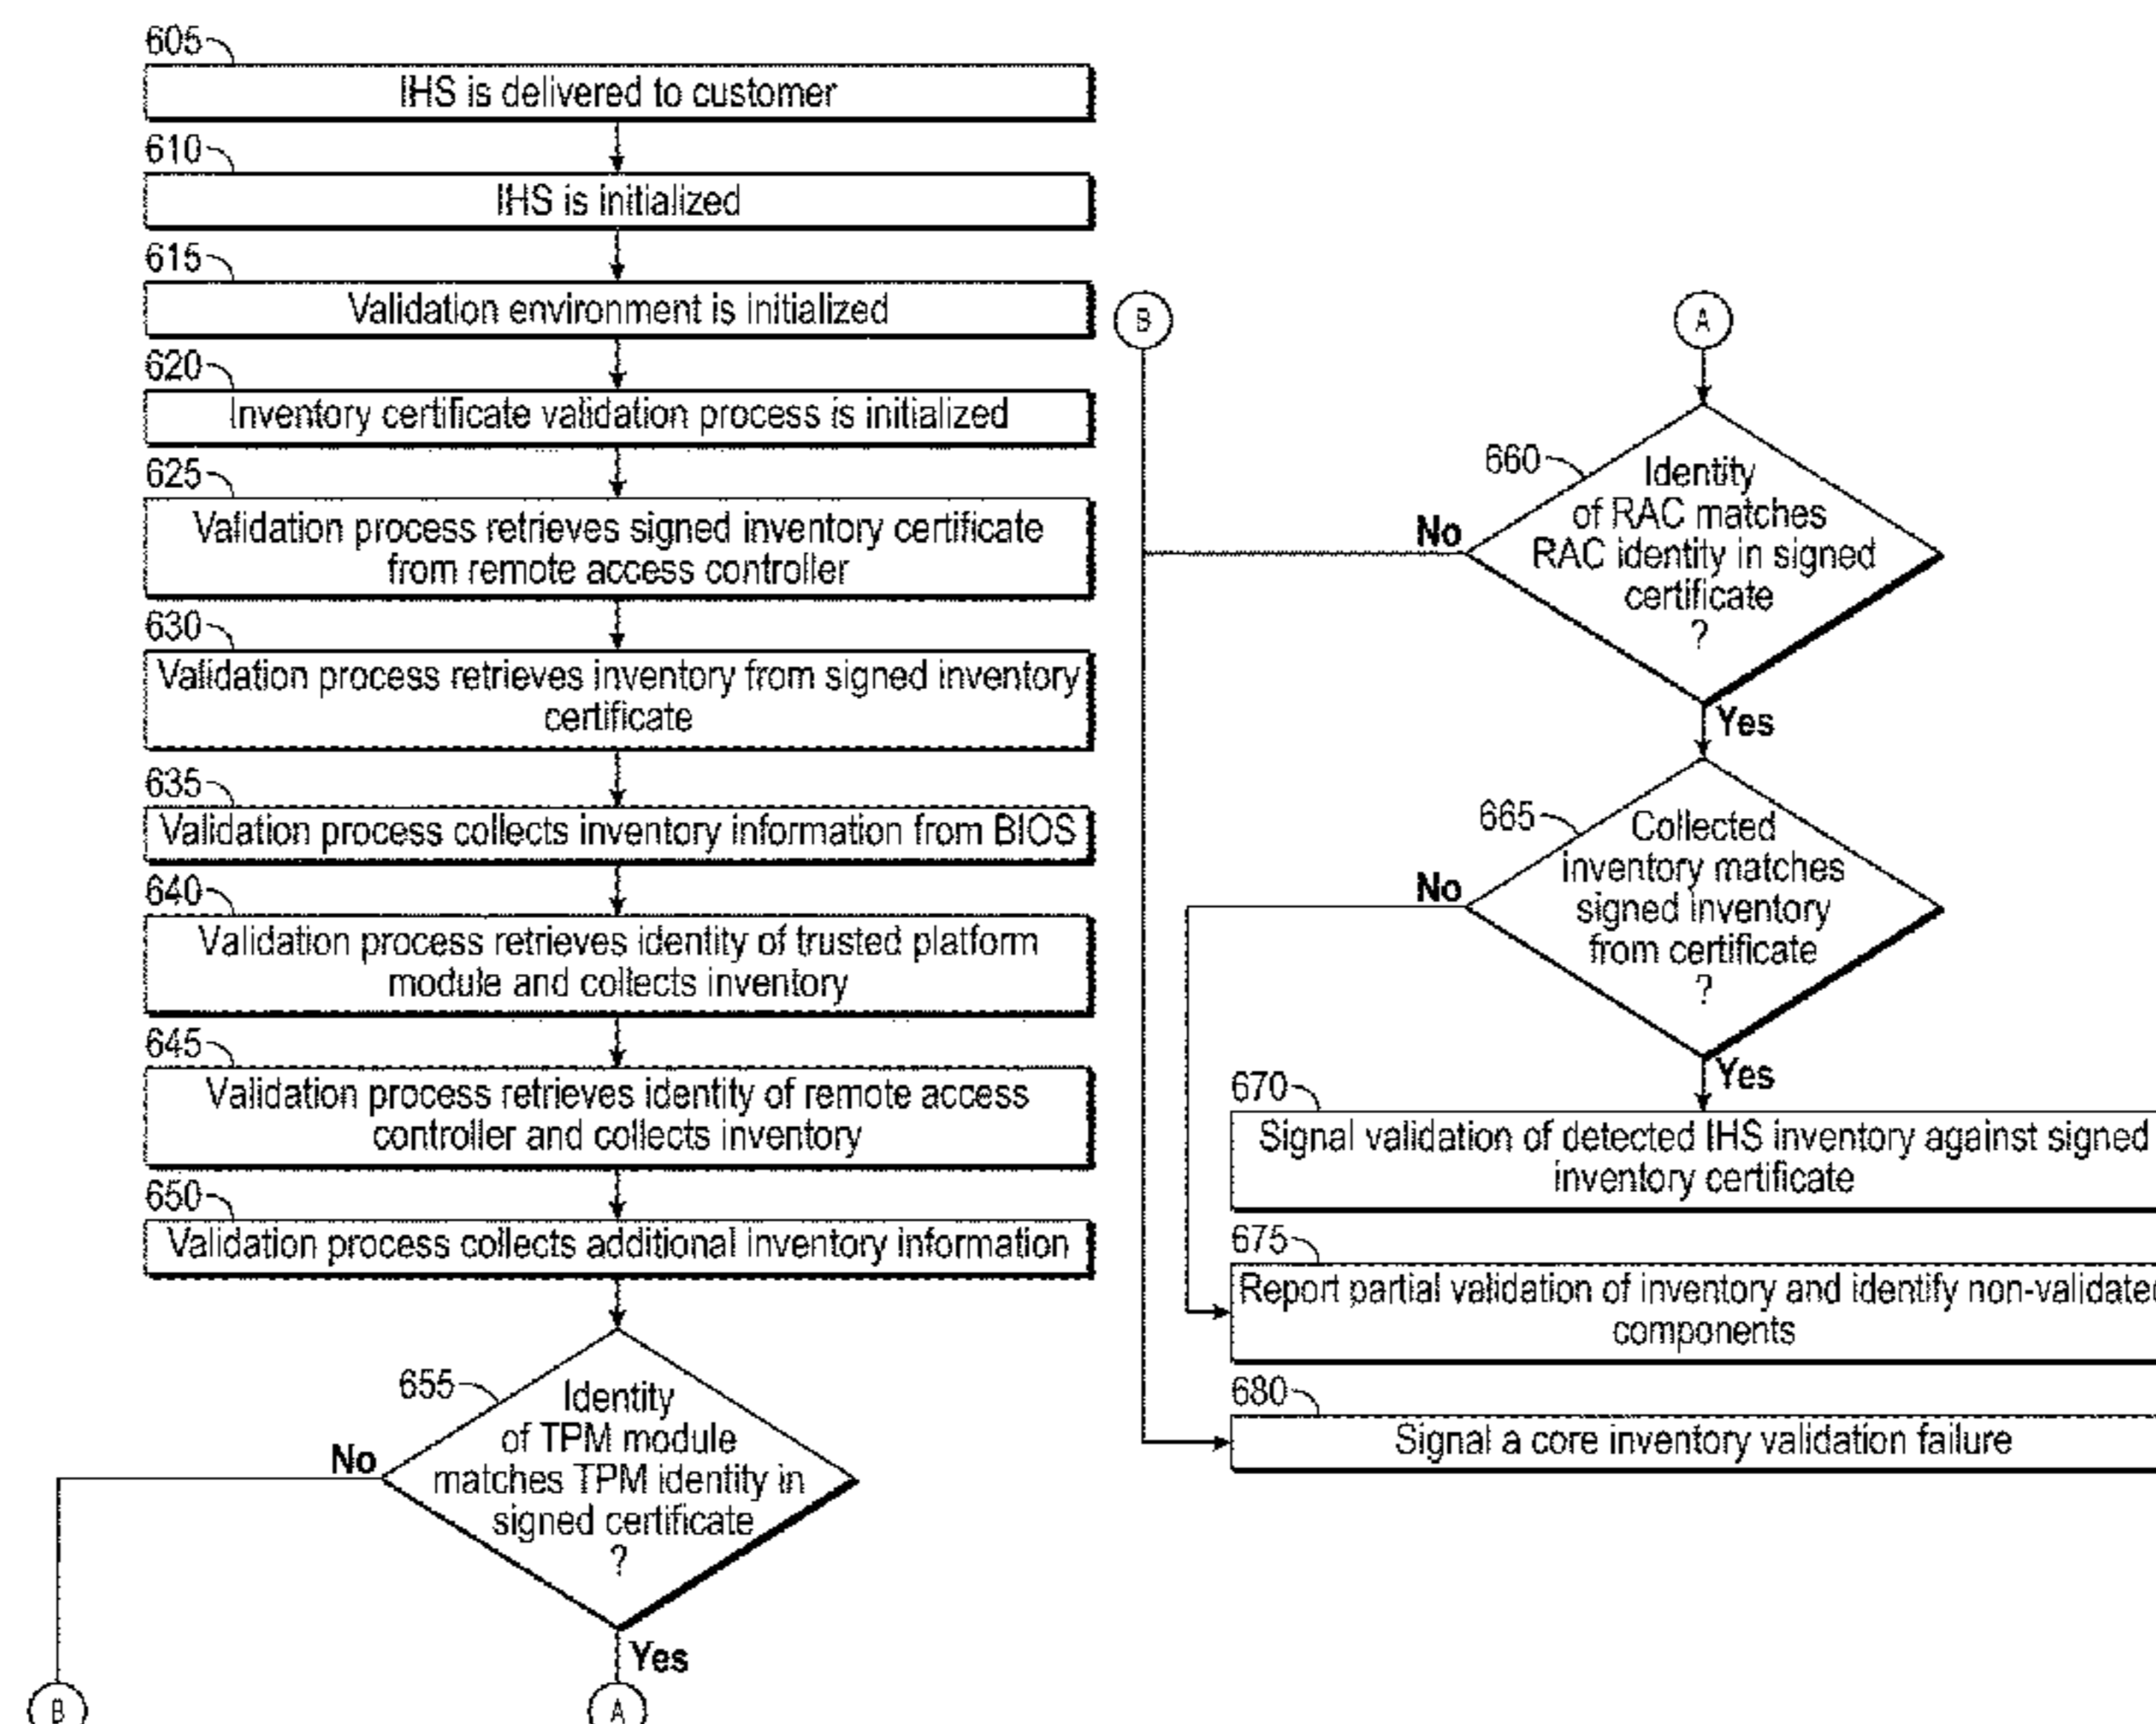 605
IHS is delivered to customer
610
IHS is initialized
615
Validation environment is initialized
620
Inventory certificate validation process is initialized
625
Validation process retrieves signed inventory certificate
from remote access controller
630
Validation process retrieves inventory from signed inventory
certificate
635
Validation process collects inventory information from BIOS
640
Validation process retrieves identity of trusted platform
module and collects inventory
645
Validation process retrieves identity of remote access
controller and collects inventory
650
Validation process collects additional inventory information
655
Identity
of TPM module
matches TPM identity in
signed certificate
?
No
Yes
B
A
B
A
660
Identity
of RAC matches
RAC identity in signed
certificate
?
No
Yes
665
Collected
inventory matches
signed inventory
from certificate
?
No
Yes
670
Signal validation of detected IHS inventory against signed
inventory certificate
675
Report partial validation of inventory and identify non-validated
components
680
Signal a core inventory validation failure